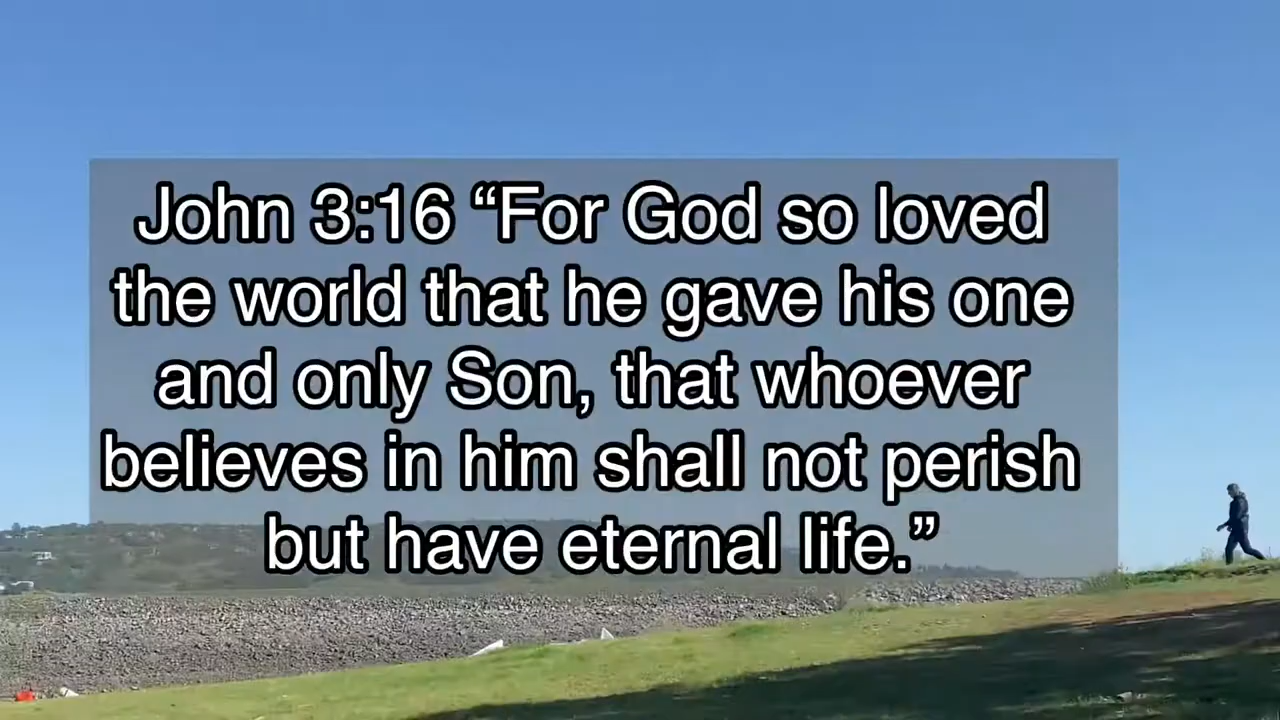 John 3:16 “For God so loved
the world that he gave his one
and only Son, that whoever
believes in him shall not perish
but have eternal life.”